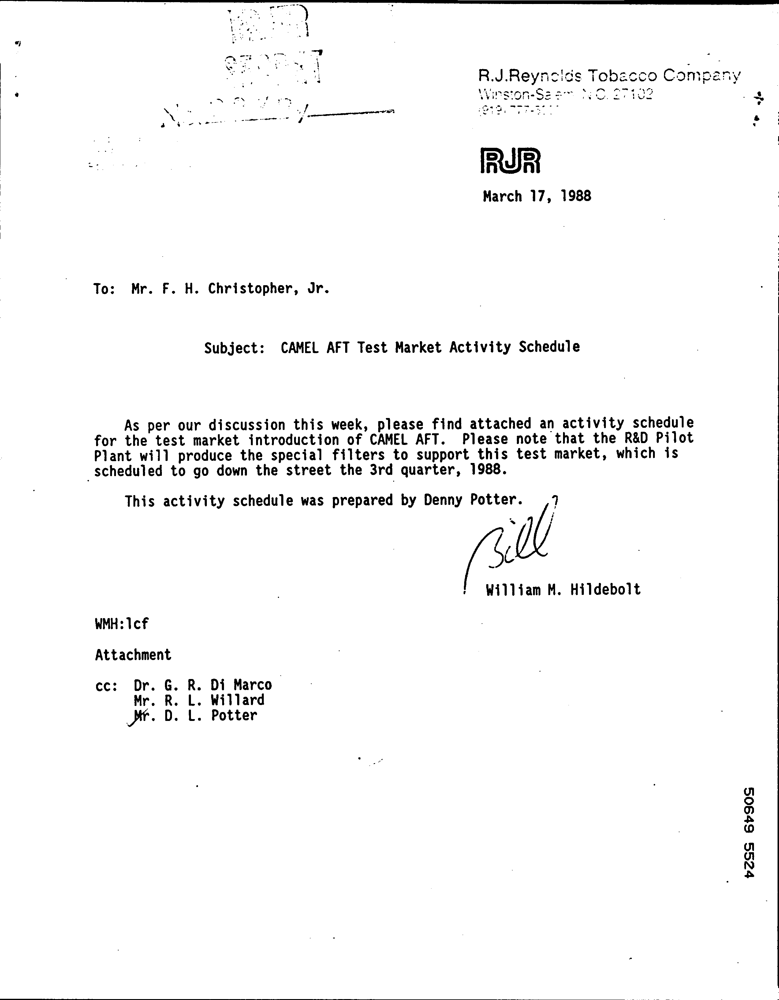 R.J.Reynolds Tobacco Company
Winston-Salem N.C. 27102
RJR
March 17, 1988
To: Mr. F. H. Christopher, Jr.
Subject: CAMEL AFT Test Market Activity Schedule
As per our discussion this week, please find attached an activity schedule
for the test market introduction of CAMEL AFT. Please note that the R&D Pilot
Plant will produce the special filters to support this test market, which is
scheduled to go down the street the 3rd quarter, 1988.
This activity schedule was prepared by Denny Potter.
Bill
William M. Hildebolt
WMH:lcf
Attachment
cc: Dr. G. R. Di Marco
Mr. R. L. Willard
Mr. D. L. Potter
50649 5524